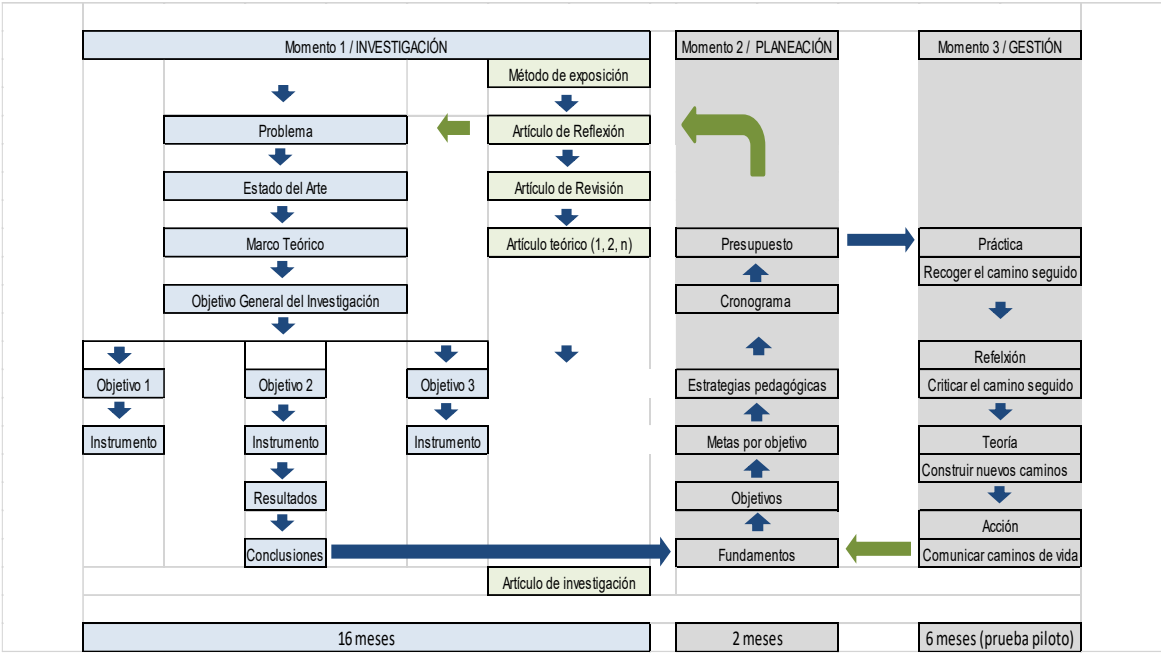 Momento 1 / INVESTIGACIÓN
Momento 2 / PLANEACIÓN
Momento 3 / GESTIÓN
Método de exposición
Problema
Artículo de Reflexión
Estado del Arte
Artículo de Revisión
Marco Teórico
Artículo teórico (1, 2, n)
Presupuesto
Práctica
Recoger el camino seguido
Objetivo General del Investigación
Cronograma
Refelxión
Objetivo 1
Objetivo 2
Objetivo 3
Estrategias pedagógicas
Criticar el camino seguido
Instrumento
Instrumento
Instrumento
Metas por objetivo
Teoría
Construir nuevos caminos
Resultados
Objetivos
Acción
Conclusiones
Fundamentos
Comunicar caminos de vida
Artículo de investigación
16 meses
2 meses
6 meses (prueba piloto)